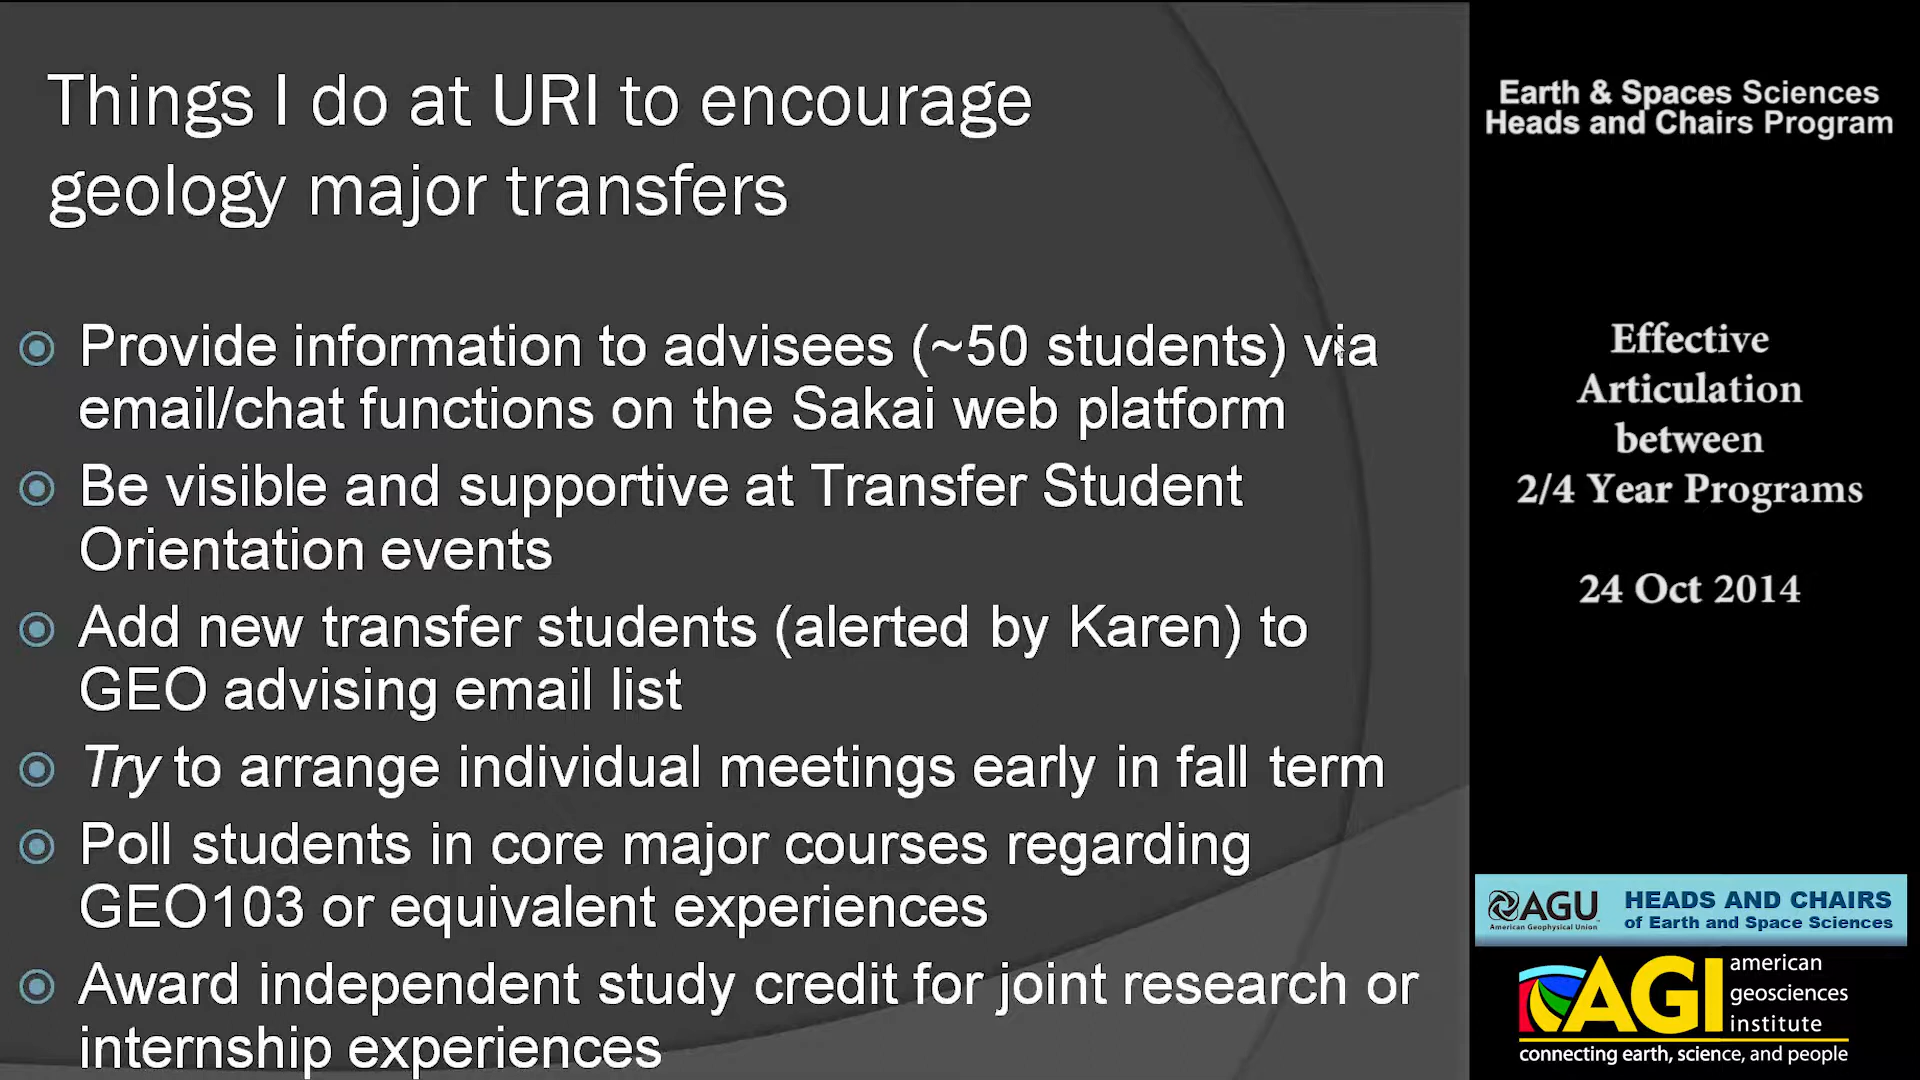 Things I do at URI to encourage
geology major transfers
Provide information to advisees (~50 students) via
email/chat functions on the Sakai web platform
Be visible and supportive at Transfer Student
Orientation events
Add new transfer students (alerted by Karen) to
GEO advising email list
Try to arrange individual meetings early in fall term
Poll students in core major courses regarding
GEO103 or equivalent experiences
Award independent study credit for joint research or
internship experiences
Earth & Spaces Sciences
Heads and Chairs Program
Effective
Articulation
between
2/4 Year Programs
24 Oct 2014
AGU
American Geophysical Union
HEADS AND CHAIRS
of Earth and Space Sciences
AGI
american
geosciences
institute
connecting earth, science, and people